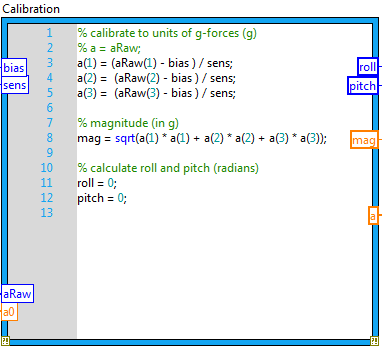 Calibration
1 % calibrate to units of g-forces (g)
2 % a = aRaw;
3 a(1) = (aRaw(1) - bias ) / sens;
4 a(2) = (aRaw(2) - bias ) / sens;
5 a(3) = (aRaw(3) - bias ) / sens;
6
7 % magnitude (in g)
8 mag = sqrt(a(1) * a(1) + a(2) * a(2) + a(3) * a(3));
9
10 % calculate roll and pitch (radians)
11 roll = 0;
12 pitch = 0;
13
bias
sens
aRaw
a0
roll
pitch
mag
a